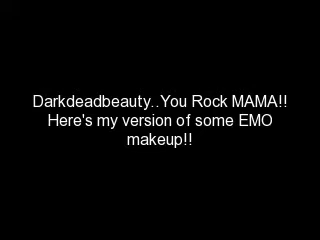 Darkdeadbeauty..You Rock MAMA!!
Here's my version of some EMO
makeup!!